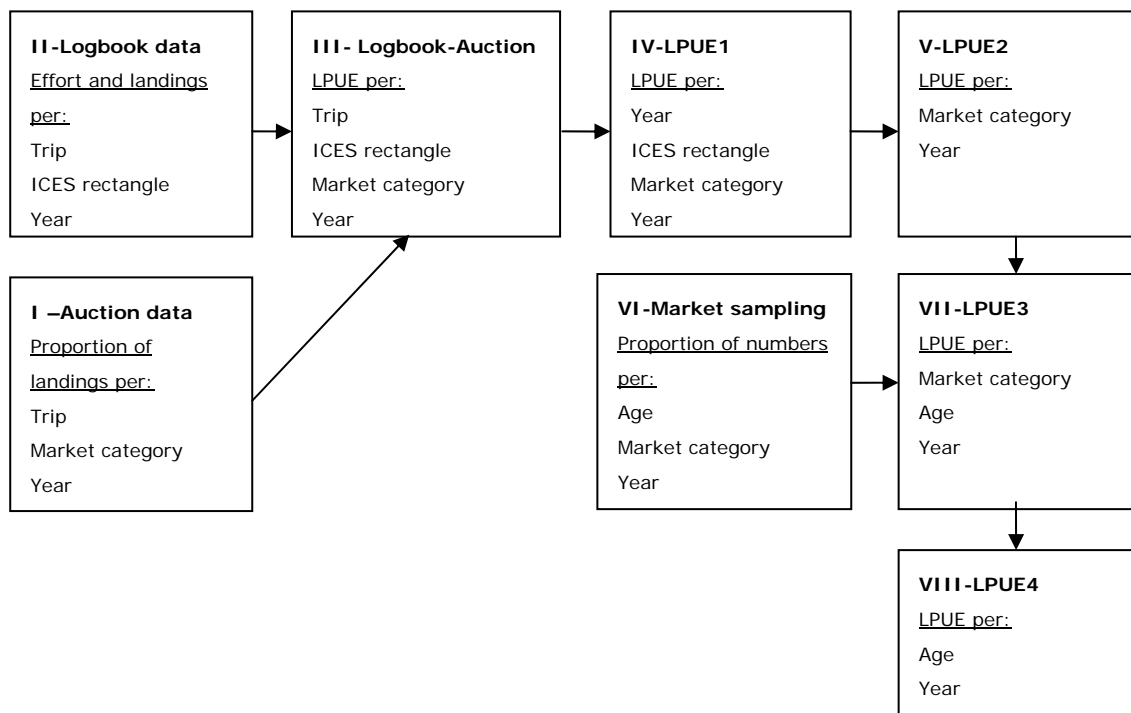 II-Logbook data
Effort and landings
per:
Trip
ICES rectangle
Year
III- Logbook-Auction
LPUE per:
Trip
ICES rectangle
Market category
Year
IV-LPUE1
LPUE per:
Year
ICES rectangle
Market category
Year
V-LPUE2
LPUE per:
Market category
Year
I –Auction data
Proportion of
landings per:
Trip
Market category
Year
VI-Market sampling
Proportion of numbers
per:
Age
Market category
Year
VII-LPUE3
LPUE per:
Market category
Age
Year
VIII-LPUE4
LPUE per:
Age
Year